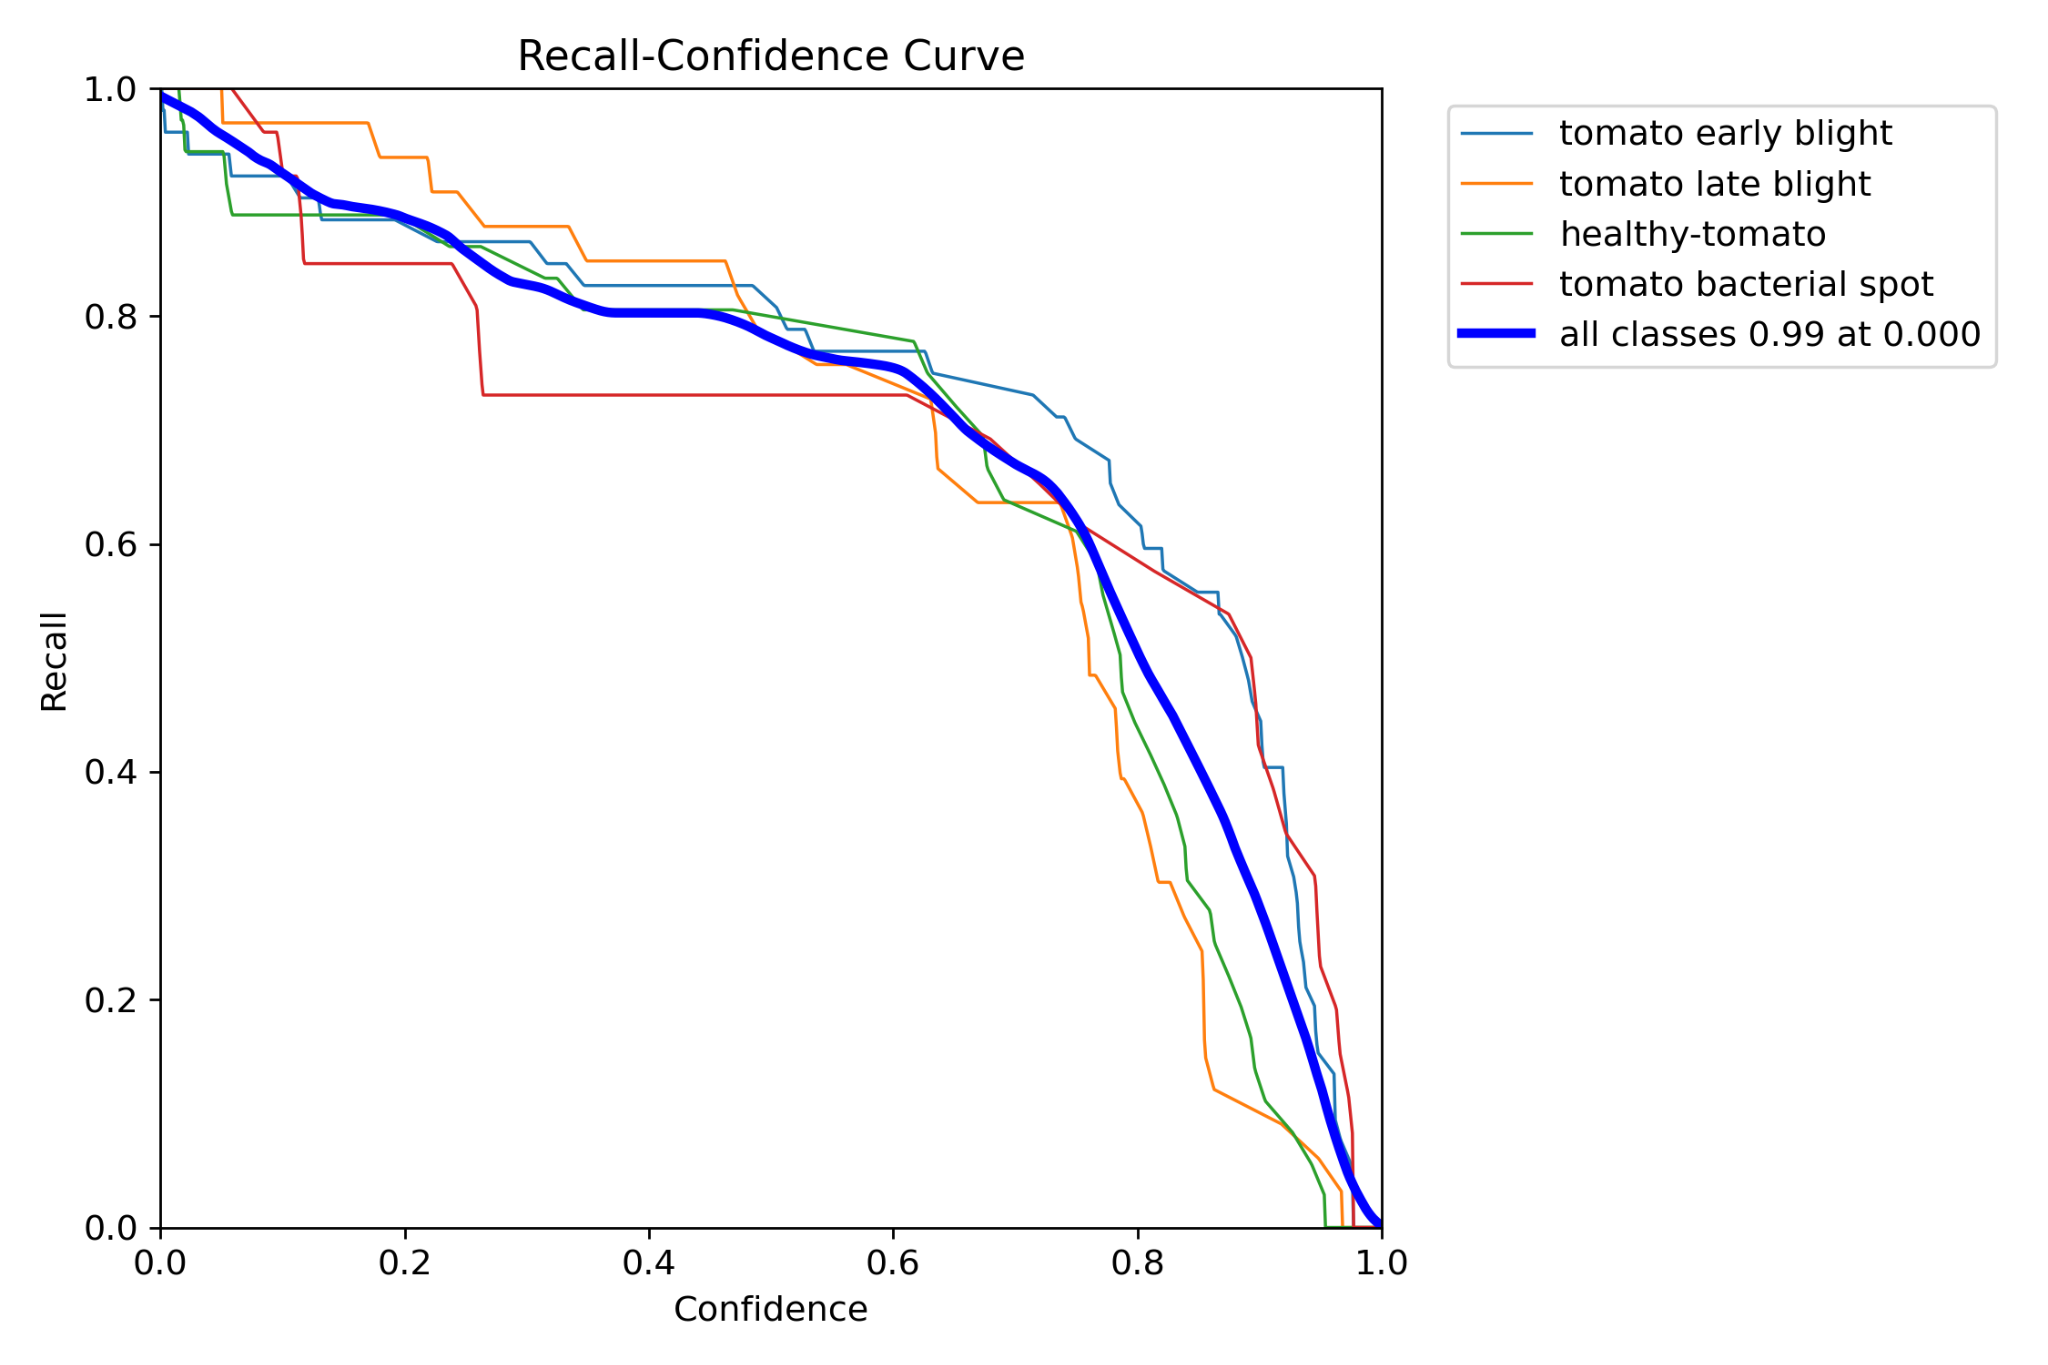 Recall-Confidence Curve
1.0
0.8
0.6
0.4
0.2
0.0
Recall
0.0 0.2 0.4 0.6 0.8 1.0
Confidence
tomato early blight
tomato late blight
healthy-tomato
tomato bacterial spot
all classes 0.99 at 0.000